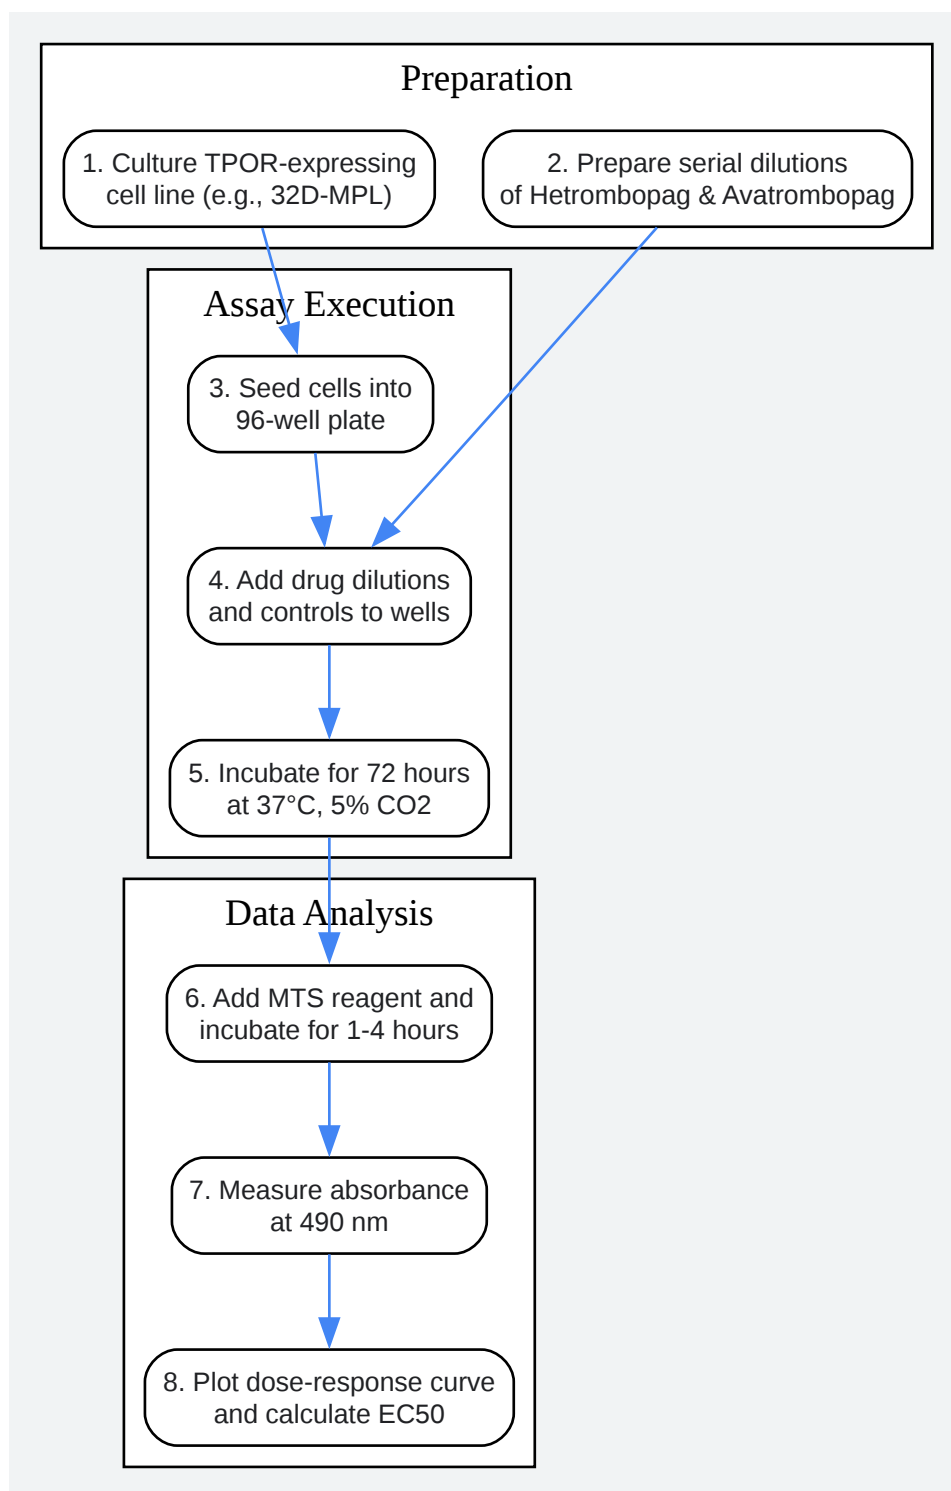 Preparation
1. Culture TPOR-expressing
cell line (e.g., 32D-MPL)
2. Prepare serial dilutions
of Hetrombopag & Avatrombopag
Assay Execution
3. Seed cells into
96-well plate
4. Add drug dilutions
and controls to wells
5. Incubate for 72 hours
at 37°C, 5% CO2
Data Analysis
6. Add MTS reagent and
incubate for 1-4 hours
7. Measure absorbance
at 490 nm
8. Plot dose-response curve
and calculate EC50